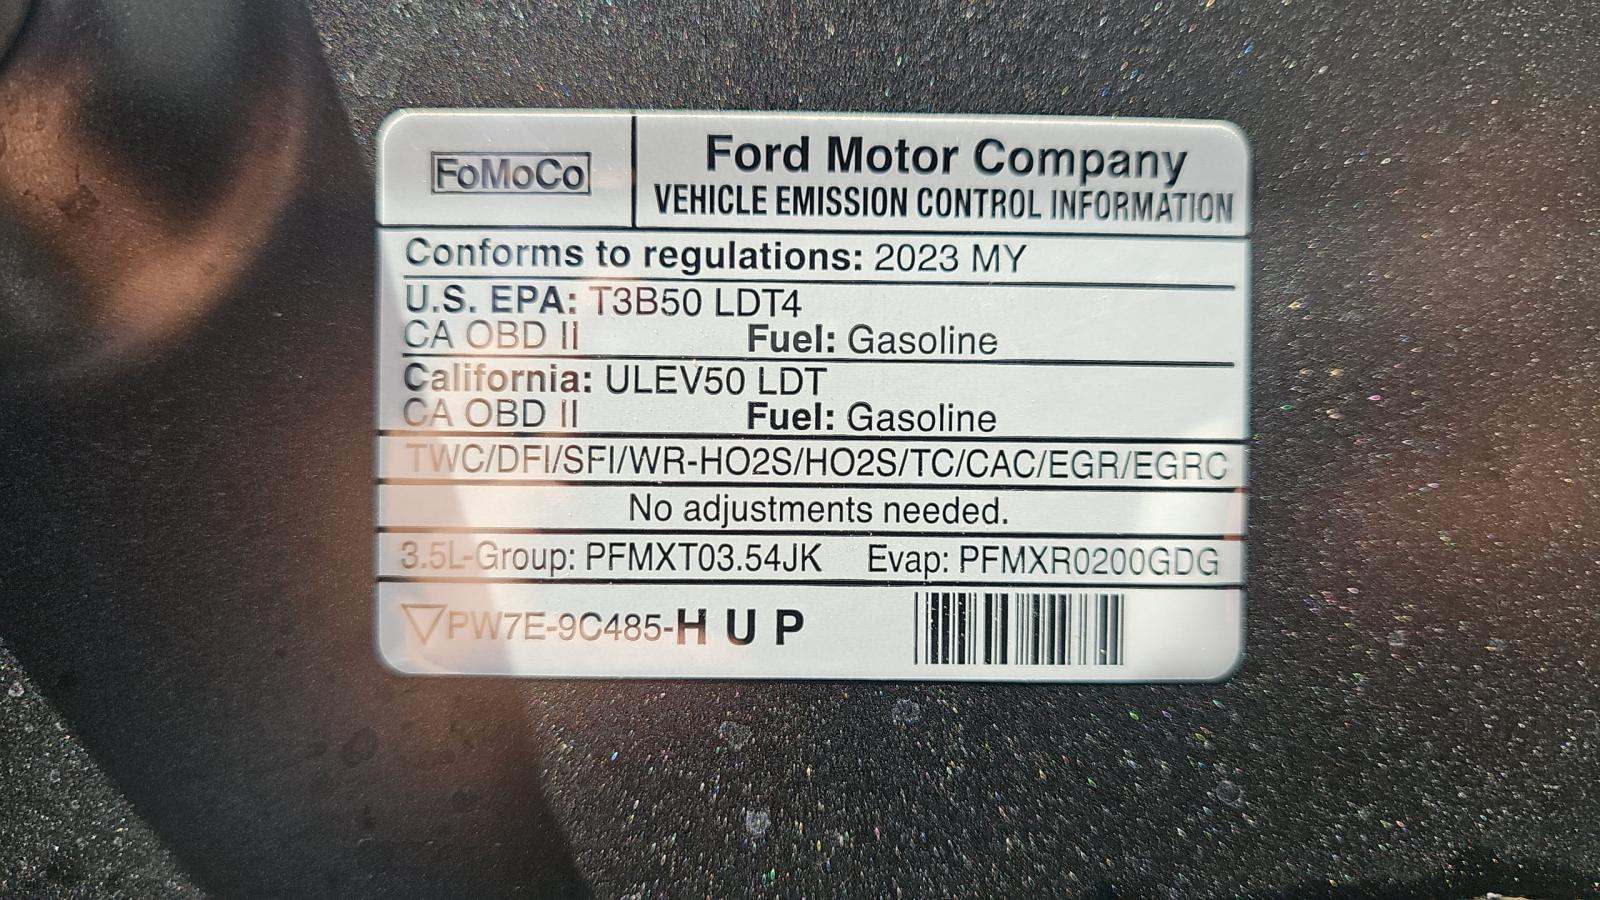 FoMoCo
Ford Motor Company
VEHICLE EMISSION CONTROL INFORMATION
Conforms to regulations: 2023 MY
U.S. EPA: T3B50 LDT4
CA OBD II Fuel: Gasoline
California: ULEV50 LDT
CA OBD II Fuel: Gasoline
TWC/DFI/SFI/WR-HO2S/HO2S/TC/CAC/EGR/EGRC
No adjustments needed.
3.5L-Group: PFMXT03.54JK Evap: PFMXR0200GDG
▽PW7E-9C485-H U P